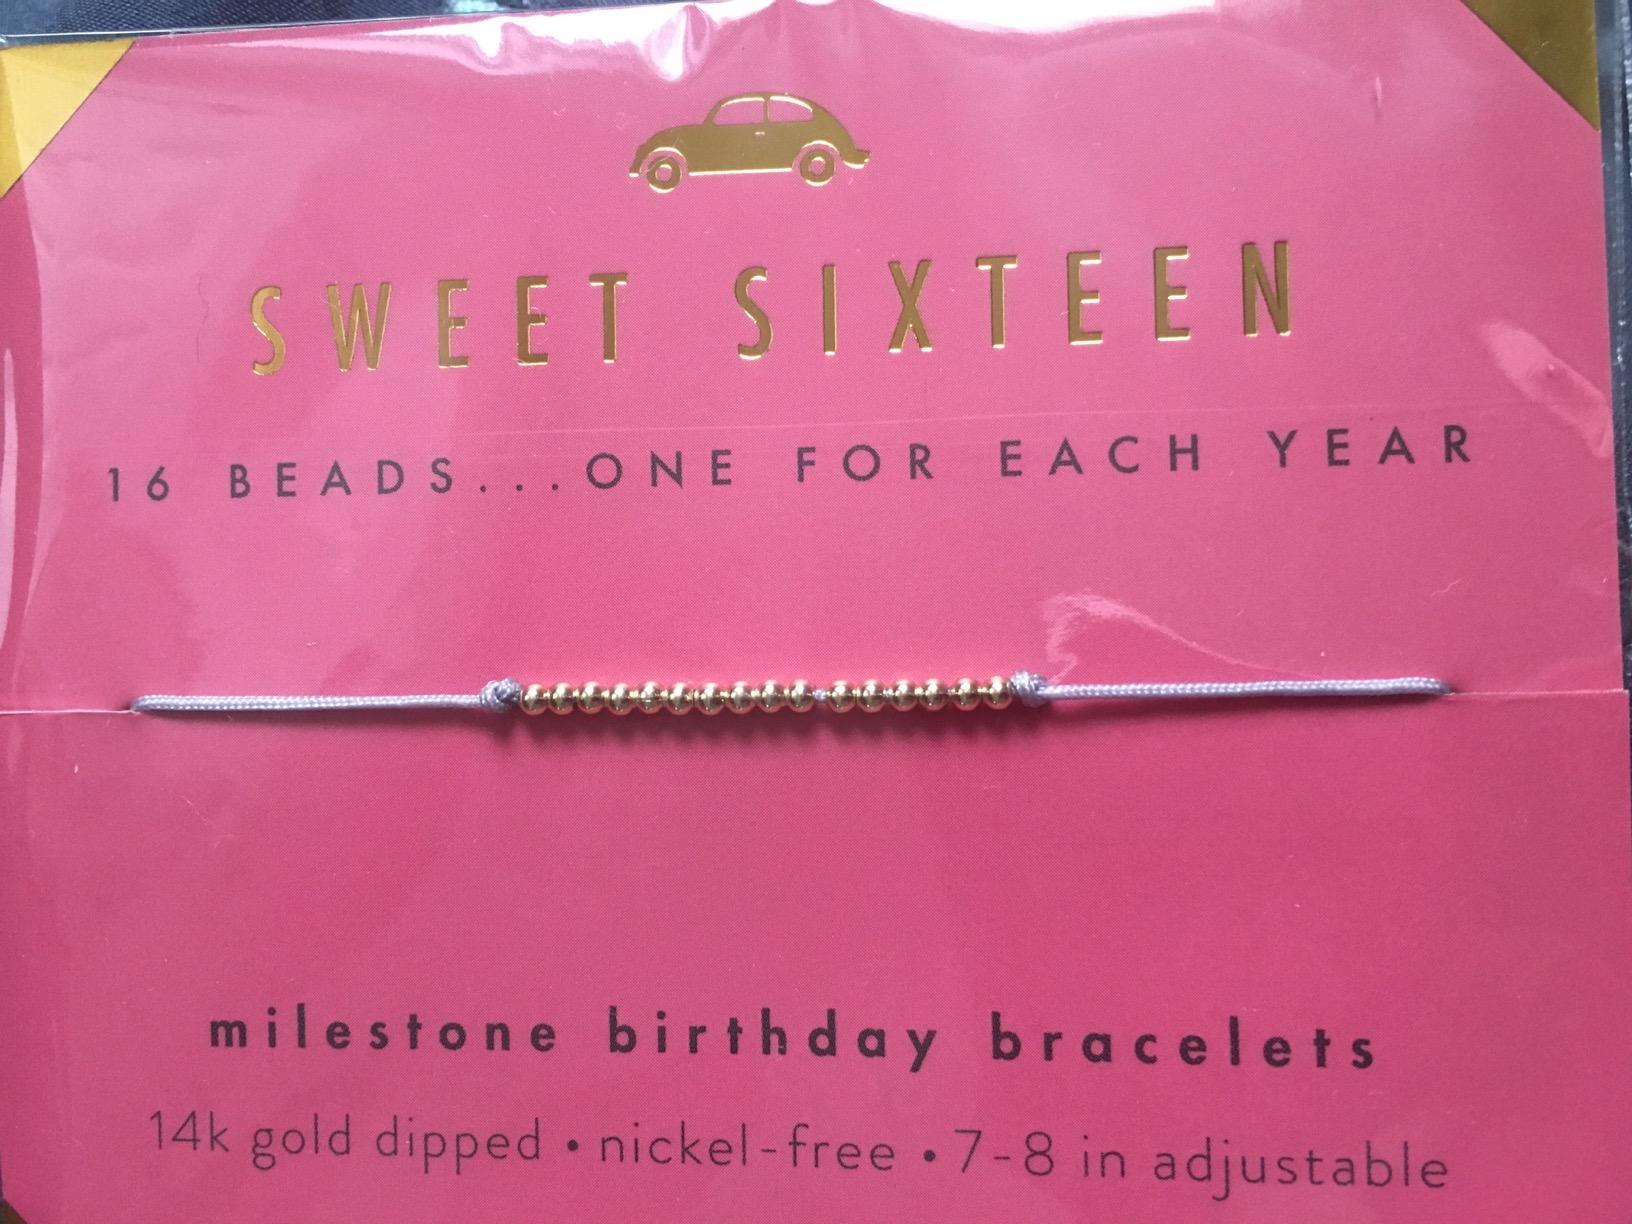 SWEET SIXTEEN
16 BEADS...ONE FOR EACH YEAR
milestone birthday bracelets
14k gold dipped • nickel-free • 7-8 in adjustable